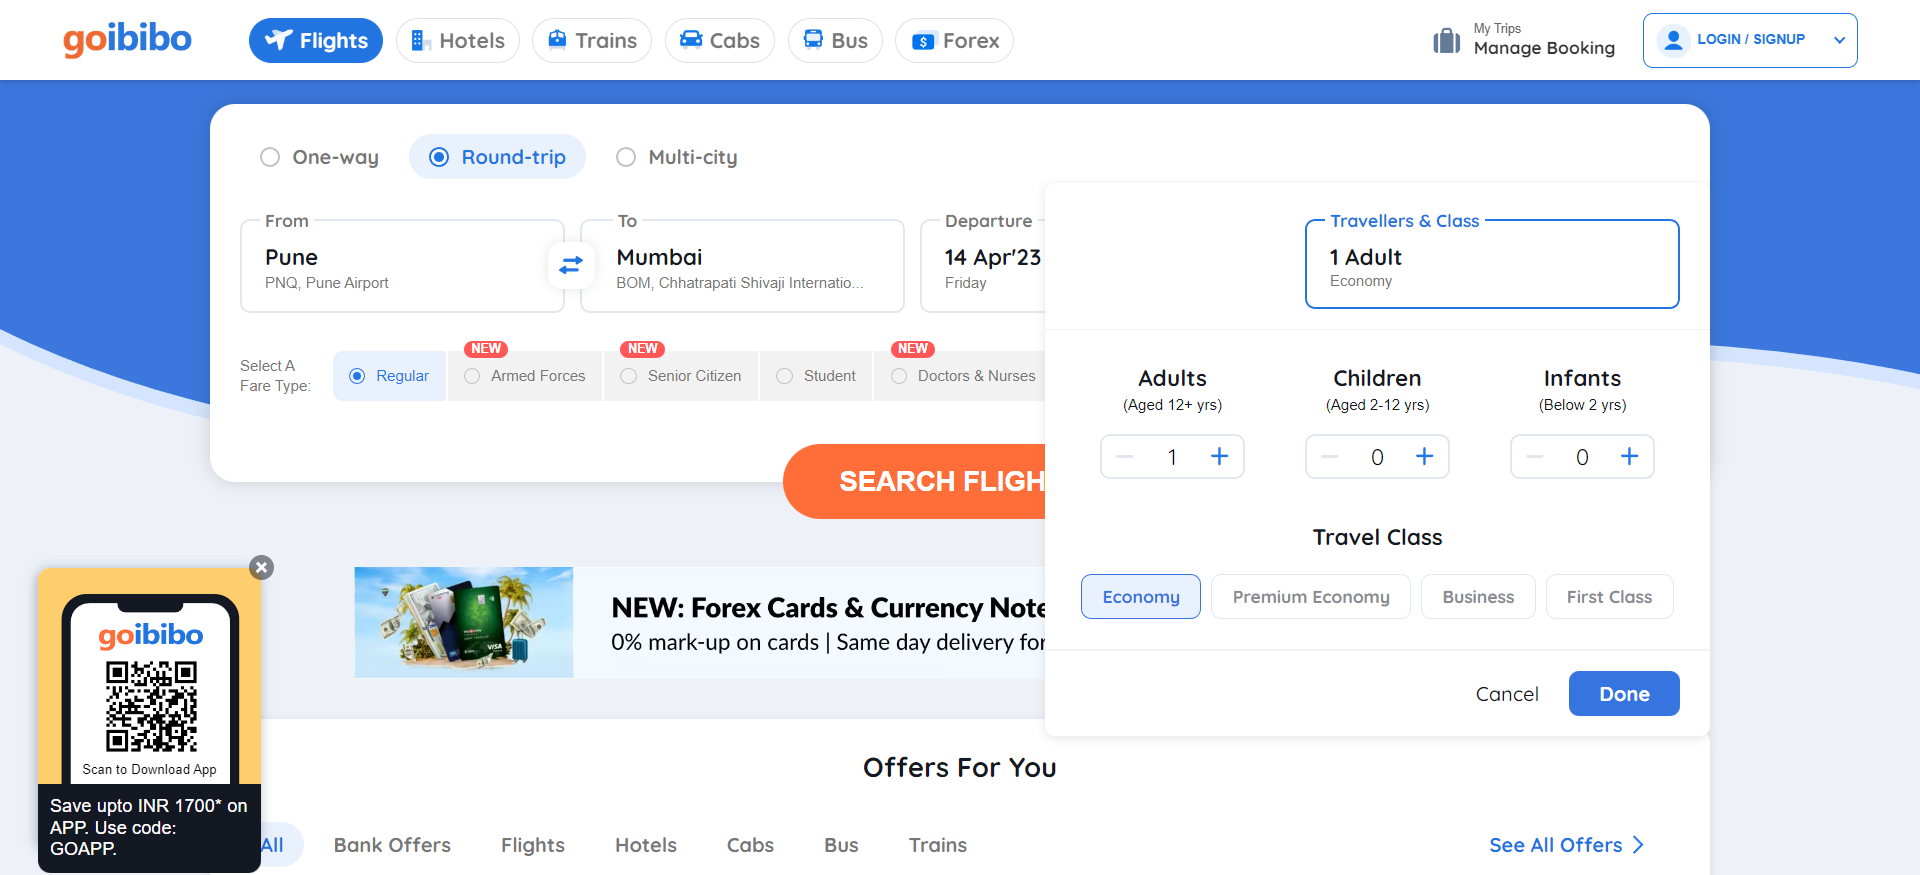 goibibo
Flights
Hotels
Trains
Cabs
Bus
Forex
My Trips
Manage Booking
LOGIN / SIGNUP
One-way
Round-trip
Multi-city
From
Pune
PNQ, Pune Airport
To
Mumbai
BOM, Chhatrapati Shivaji Internatio...
Departure
14 Apr'23
Friday
Travellers & Class
1 Adult
Economy
Select A
Fare Type:
Regular
NEW
Armed Forces
NEW
Senior Citizen
Student
NEW
Doctors & Nurses
Adults
(Aged 12+ yrs)
1
Children
(Aged 2-12 yrs)
0
Infants
(Below 2 yrs)
0
SEARCH FLIGH
Travel Class
Economy
Premium Economy
Business
First Class
Cancel
Done
NEW: Forex Cards & Currency Note
0% mark-up on cards | Same day delivery for
VISA
goibibo
Scan to Download App
Save upto INR 1700* on
APP. Use code:
GOAPP.
Offers For You
All
Bank Offers
Flights
Hotels
Cabs
Bus
Trains
See All Offers